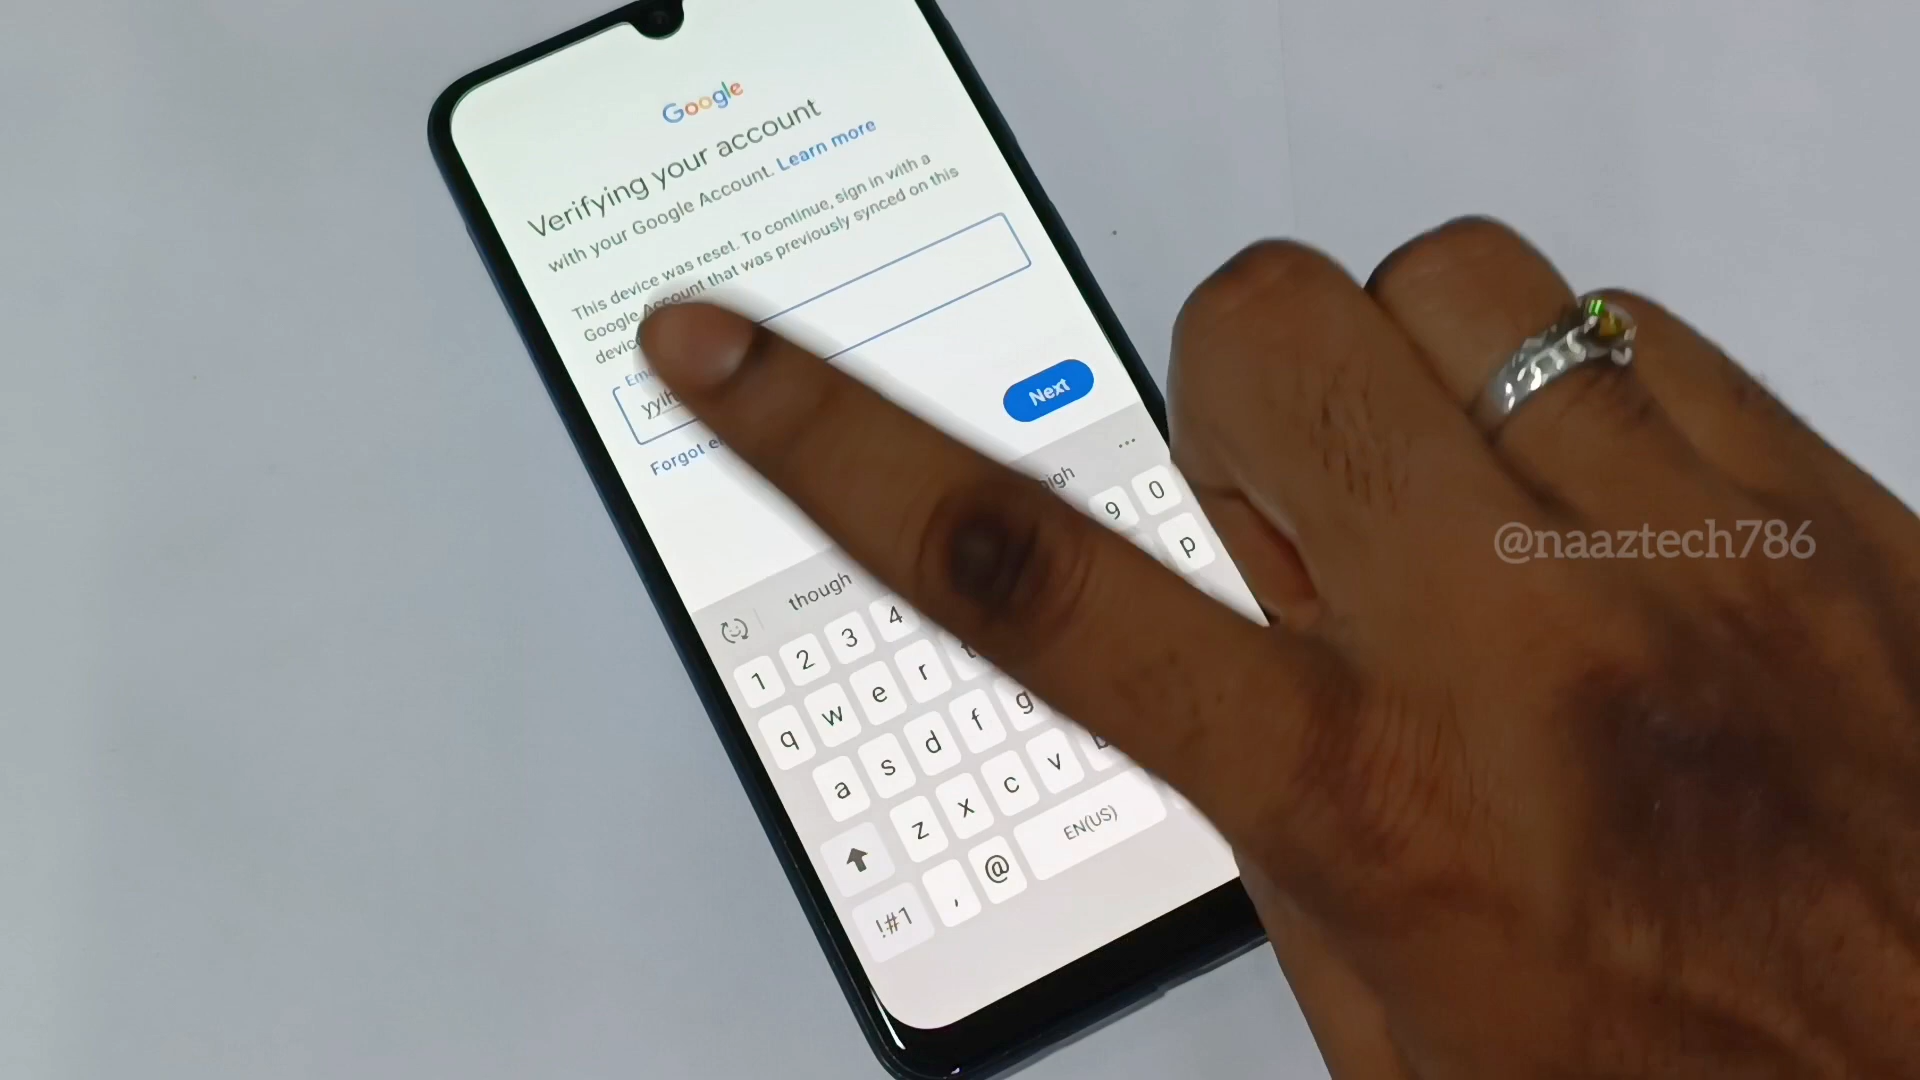 Google
Verifying your account
with your Google Account. Learn more
This device was reset. To continue, sign in with a
Google Account that was previously synced on this
Forgot
Next
though
1 2 3 4 9 0
q w e r t p
a s d f g
z x c v b
!#1 , @ EN(US)
@naaztech786